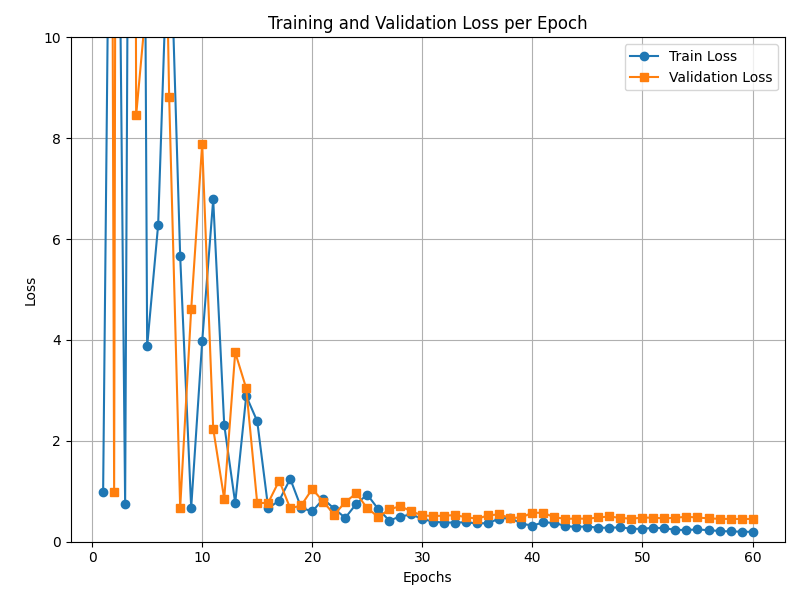 Training and Validation Loss per Epoch
Train Loss
Validation Loss
Loss
10
8
6
4
2
0
0 10 20 30 40 50 60
Epochs